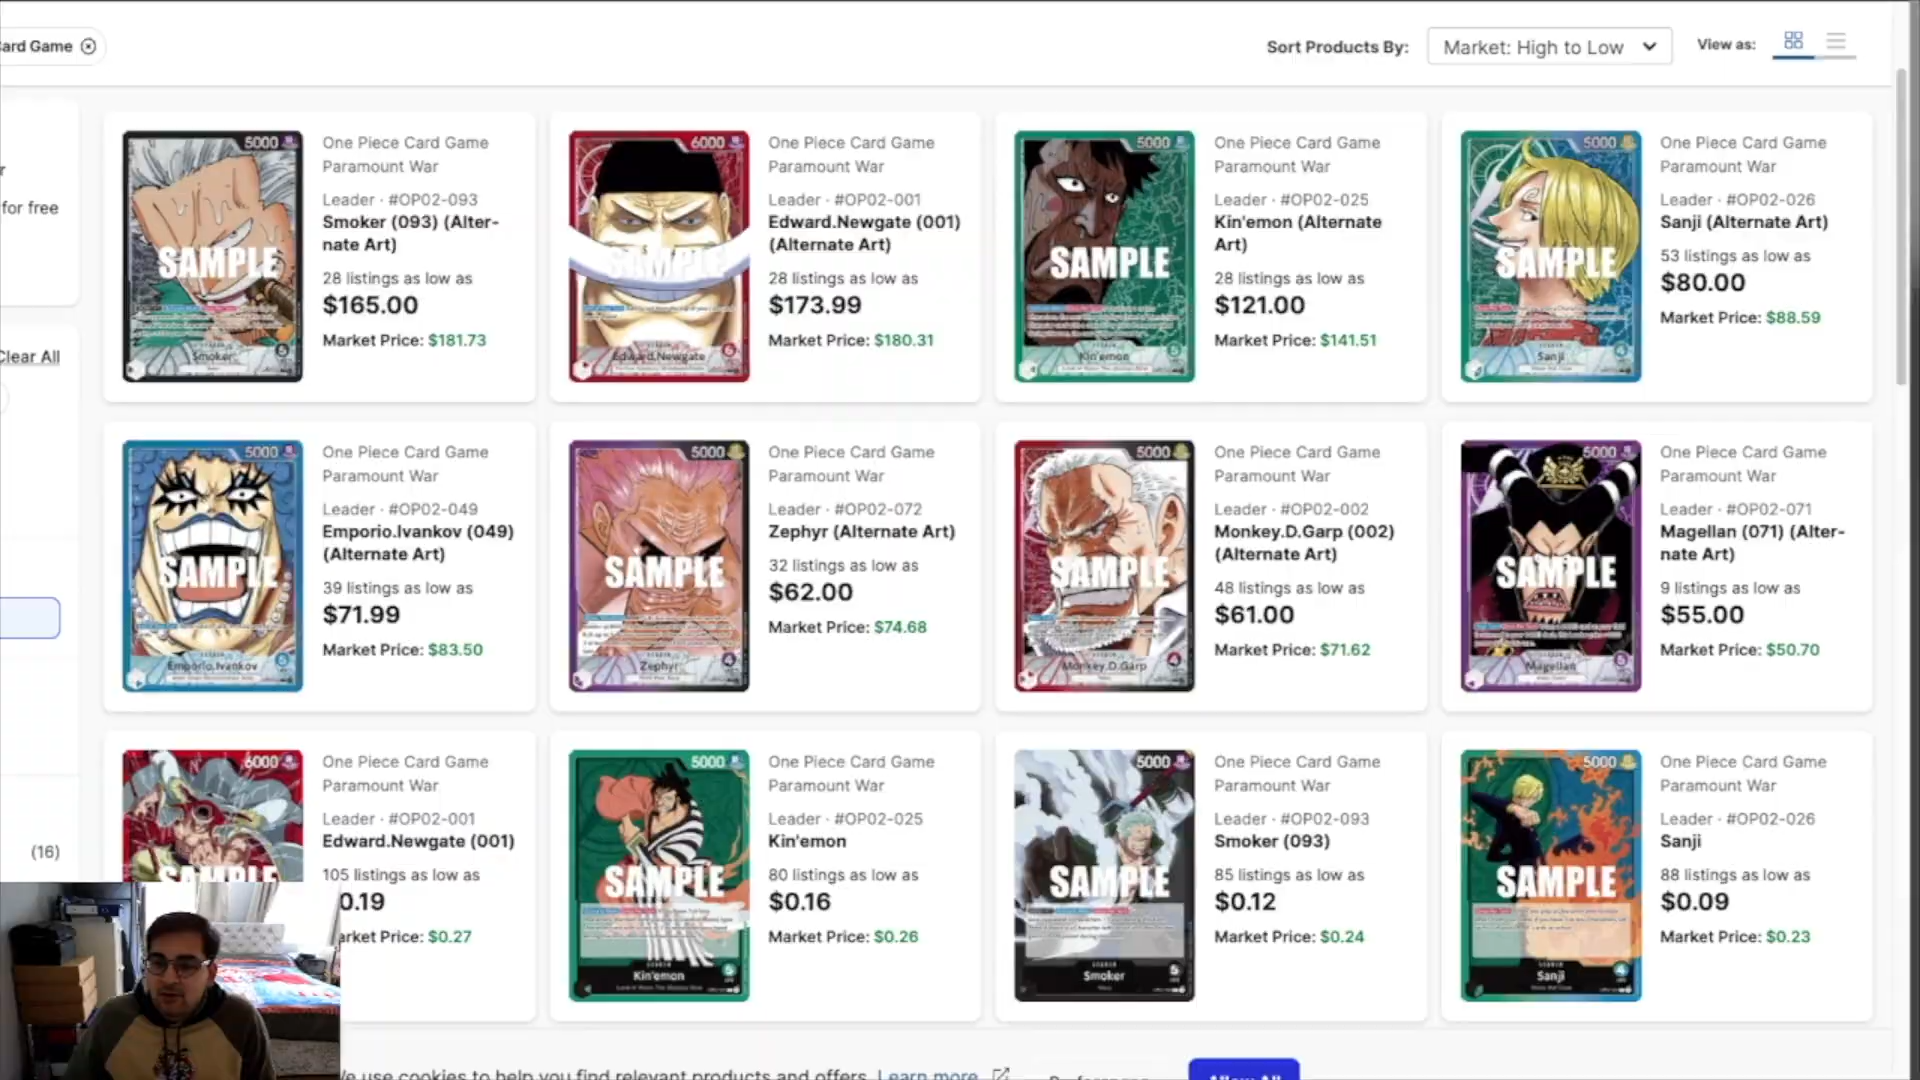 ard Game
Sort Products By:
Market: High to Low
View as:
r
for free
Clear All
(16)
5000
SAMPLE
Smoker
One Piece Card Game
Paramount War
Leader · #OP02-093
Smoker (093) (Alter-
nate Art)
28 listings as low as
$165.00
Market Price: $181.73
6000
SAMPLE
Edward.Newgate
One Piece Card Game
Paramount War
Leader · #OP02-001
Edward.Newgate (001)
(Alternate Art)
28 listings as low as
$173.99
Market Price: $180.31
5000
SAMPLE
Kin'emon
One Piece Card Game
Paramount War
Leader · #OP02-025
Kin'emon (Alternate
Art)
28 listings as low as
$121.00
Market Price: $141.51
5000
SAMPLE
Sanji
One Piece Card Game
Paramount War
Leader · #OP02-026
Sanji (Alternate Art)
53 listings as low as
$80.00
Market Price: $88.59
5000
SAMPLE
Emporio.Ivankov
One Piece Card Game
Paramount War
Leader · #OP02-049
Emporio.Ivankov (049)
(Alternate Art)
39 listings as low as
$71.99
Market Price: $83.50
5000
SAMPLE
Zephyr
One Piece Card Game
Paramount War
Leader · #OP02-072
Zephyr (Alternate Art)
32 listings as low as
$62.00
Market Price: $74.68
5000
SAMPLE
Monkey.D.Garp
One Piece Card Game
Paramount War
Leader · #OP02-002
Monkey.D.Garp (002)
(Alternate Art)
48 listings as low as
$61.00
Market Price: $71.62
5000
SAMPLE
Magellan
One Piece Card Game
Paramount War
Leader · #OP02-071
Magellan (071) (Alter-
nate Art)
9 listings as low as
$55.00
Market Price: $50.70
6000
SAMPLE
One Piece Card Game
Paramount War
Leader · #OP02-001
Edward.Newgate (001)
105 listings as low as
0.19
arket Price: $0.27
5000
SAMPLE
Kin'emon
One Piece Card Game
Paramount War
Leader · #OP02-025
Kin'emon
80 listings as low as
$0.16
Market Price: $0.26
5000
SAMPLE
Smoker
One Piece Card Game
Paramount War
Leader · #OP02-093
Smoker (093)
85 listings as low as
$0.12
Market Price: $0.24
5000
SAMPLE
Sanji
One Piece Card Game
Paramount War
Leader · #OP02-026
Sanji
88 listings as low as
$0.09
Market Price: $0.23
We use cookies to help you find relevant products and offers. Learn more
Preferences
Allow All